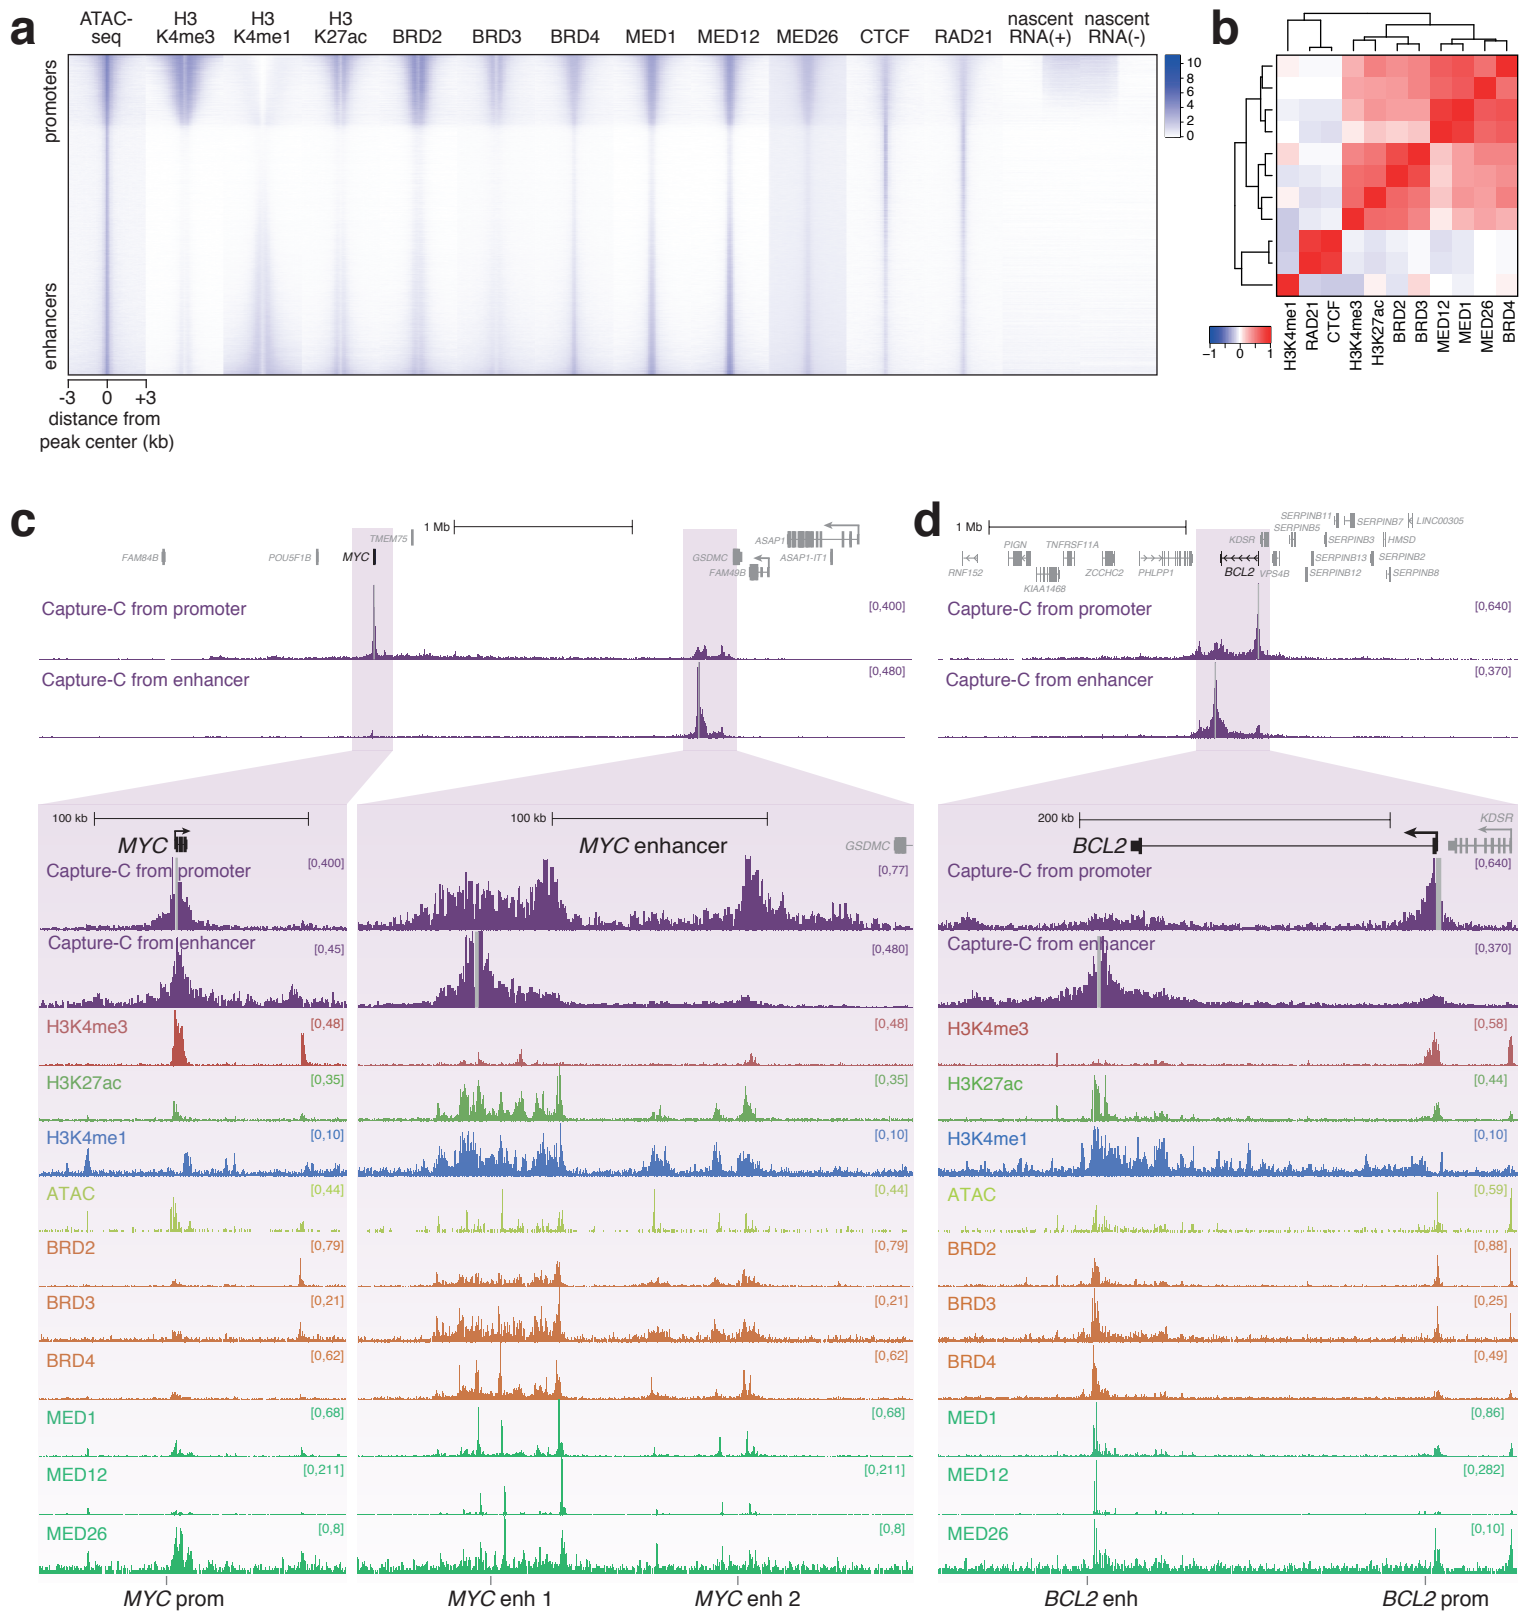 a
ATAC-
seq
H3
K4me3
H3
K4me1
H3
K27ac
BRD2
BRD3
BRD4
MED1
MED12
MED26
CTCF
RAD21
nascent
RNA(+)
nascent
RNA(-)
promoters
enhancers
10
8
6
4
2
0
-3 0 +3
distance from
peak center (kb)
b
−1 0 1
H3K4me1
RAD21
CTCF
H3K4me3
H3K27ac
BRD2
BRD3
MED12
MED1
MED26
BRD4
c
1 Mb
FAM84B
POU5F1B
MYC
TMEM75
GSDMC
FAM49B
ASAP1
ASAP1-IT1
Capture-C from promoter [0,400]
Capture-C from enhancer [0,480]
100 kb
MYC
Capture-C from promoter [0,400]
Capture-C from enhancer [0,45]
H3K4me3 [0,48]
H3K27ac [0,35]
H3K4me1 [0,10]
ATAC [0,44]
BRD2 [0,79]
BRD3 [0,21]
BRD4 [0,62]
MED1 [0,68]
MED12 [0,211]
MED26 [0,8]
MYC prom
100 kb
MYC enhancer
GSDMC
[0,77]
[0,480]
[0,48]
[0,35]
[0,10]
[0,44]
[0,79]
[0,21]
[0,62]
[0,68]
[0,211]
[0,8]
MYC enh 1
MYC enh 2
d
1 Mb
RNF152
PIGN
KIAA1468
TNFRSF11A
ZCCHC2
PHLPP1
KDSR
BCL2
VPS4B
SERPINB11
SERPINB5
SERPINB7
LINC00305
SERPINB3
HMSD
SERPINB13
SERPINB2
SERPINB12
SERPINB8
Capture-C from promoter [0,640]
Capture-C from enhancer [0,370]
200 kb
BCL2
KDSR
Capture-C from promoter [0,640]
Capture-C from enhancer [0,370]
H3K4me3 [0,58]
H3K27ac [0,44]
H3K4me1 [0,10]
ATAC [0,59]
BRD2 [0,88]
BRD3 [0,25]
BRD4 [0,49]
MED1 [0,86]
MED12 [0,282]
MED26 [0,10]
BCL2 enh
BCL2 prom